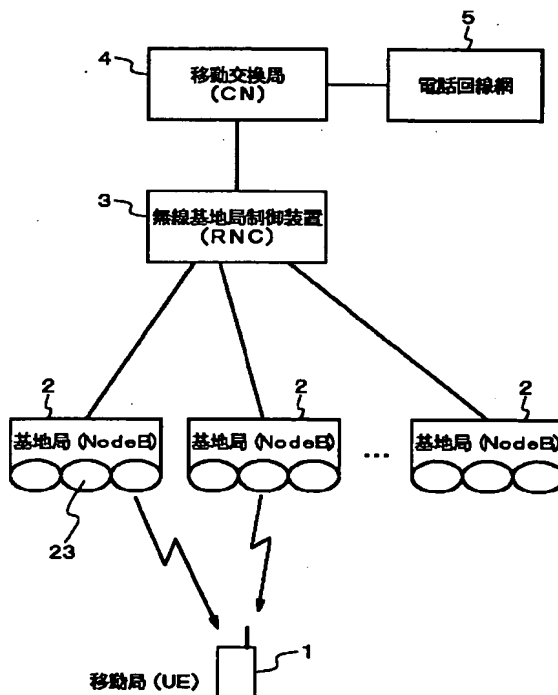 5
4
移動交換局
(CN)
電話回線網
3
無線基地局制御装置
(RNC)
2
2
2
基地局(NodeB)
基地局(NodeB)
...
基地局(NodeB)
23
1
移動局(UE)